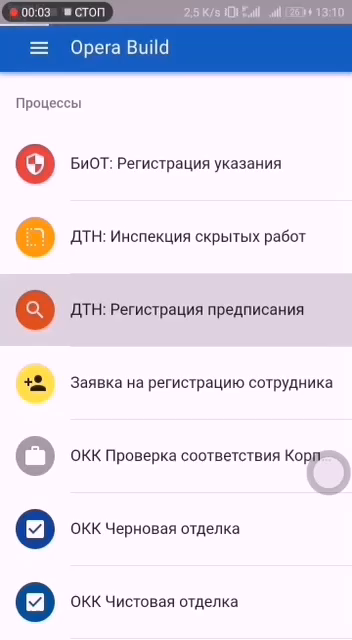 00:03 СТОП 2,5 K/s 26 13:10
Opera Build
Процессы
БиОТ: Регистрация указания
ДТН: Инспекция скрытых работ
ДТН: Регистрация предписания
Заявка на регистрацию сотрудника
ОКК Проверка соответствия Корп...
ОКК Черновая отделка
ОКК Чистовая отделка